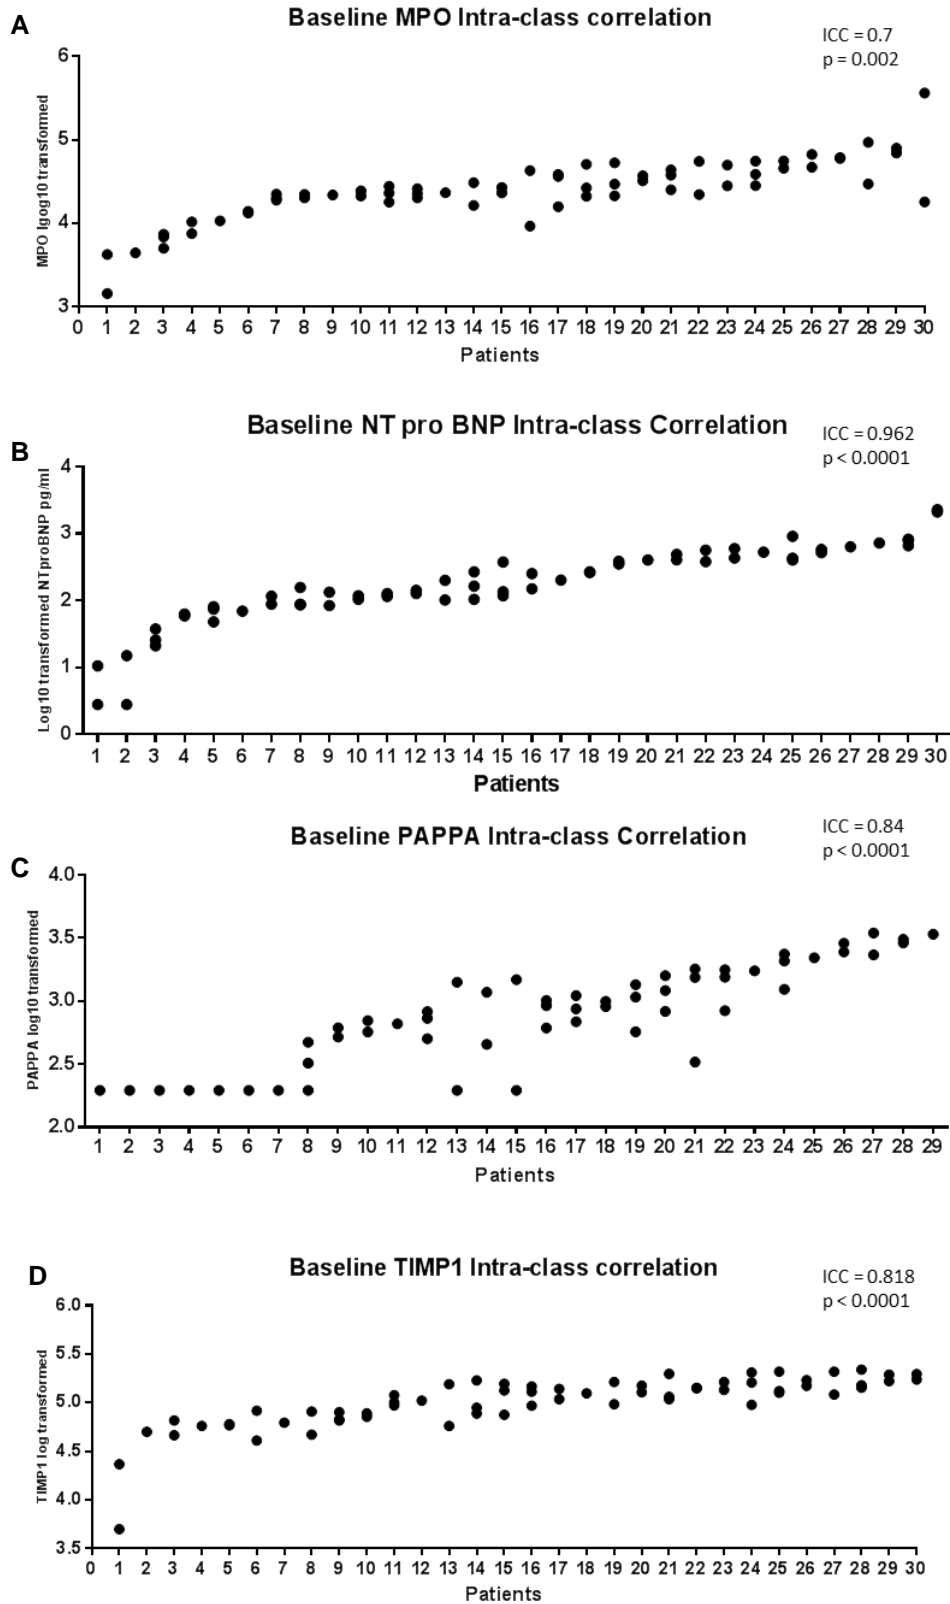 A
Baseline MPO Intra-class correlation
ICC = 0.7
p = 0.002
MPO lgog10 transformed
6
5
4
3
0 1 2 3 4 5 6 7 8 9 10 11 12 13 14 15 16 17 18 19 20 21 22 23 24 25 26 27 28 29 30
Patients
B
Baseline NT pro BNP Intra-class Correlation
ICC = 0.962
p < 0.0001
Log10 transformed NTproBNP pg/ml
4
3
2
1
0
1 2 3 4 5 6 7 8 9 10 11 12 13 14 15 16 17 18 19 20 21 22 23 24 25 26 27 28 29 30
Patients
C
Baseline PAPPA Intra-class Correlation
ICC = 0.84
p < 0.0001
PAPPA log10 transformed
4.0
3.5
3.0
2.5
2.0
1 2 3 4 5 6 7 8 9 10 11 12 13 14 15 16 17 18 19 20 21 22 23 24 25 26 27 28 29
Patients
D
Baseline TIMP1 Intra-class correlation
ICC = 0.818
p < 0.0001
TIMP1 log transformed
6.0
5.5
5.0
4.5
4.0
3.5
0 1 2 3 4 5 6 7 8 9 10 11 12 13 14 15 16 17 18 19 20 21 22 23 24 25 26 27 28 29 30
Patients